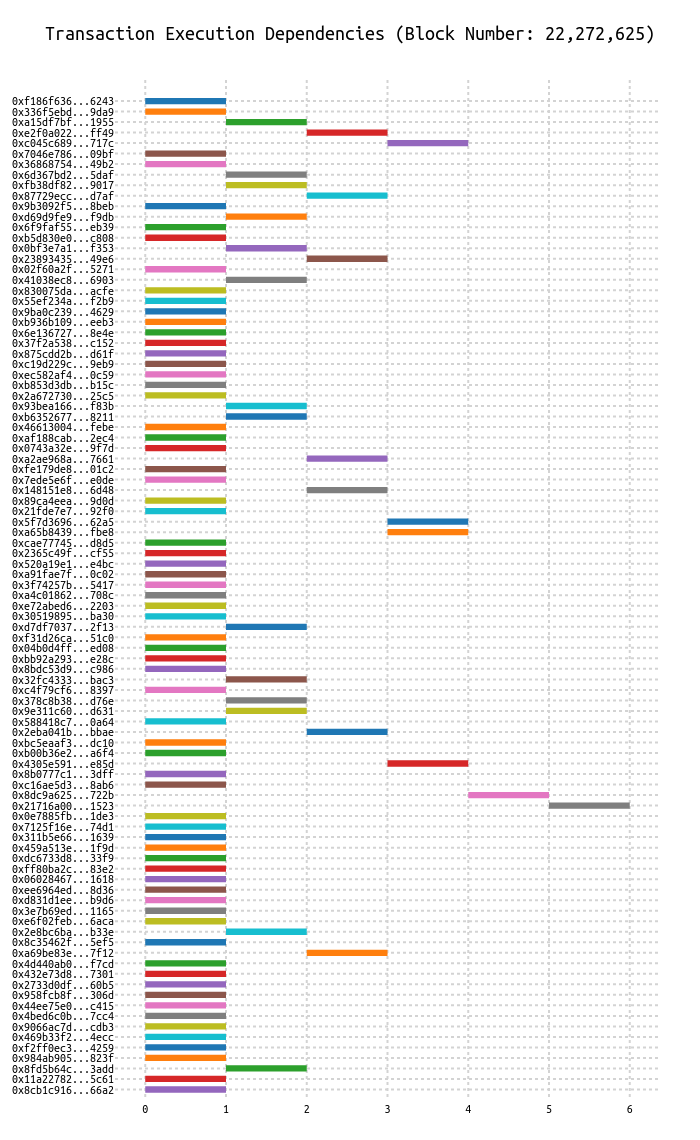 Transaction Execution Dependencies (Block Number: 22,272,625)
0xf186f636...6243
0x336f5ebd...9da9
0xa15df7bf...1955
0xe2f0a022...ff49
0xc045c689...717c
0x7046e786...09bf
0x36868754...49b2
0x6d367bd2...5daf
0xfb38df82...9017
0x87729ecc...d7af
0x9b3092f5...8beb
0xd69d9fe9...f9db
0x6f9faf55...eb39
0xb5d830e0...c808
0x0bf3e7a1...f353
0x23893435...49e6
0x02f60a2f...5271
0x41038ec8...6903
0x830075da...acfe
0x55ef234a...f2b9
0x9ba0c239...4629
0xb936b109...eeb3
0x6e136727...8e4e
0x37f2a538...c152
0x875cdd2b...d61f
0xc19d229c...9eb9
0xec582af4...0c59
0xb853d3db...b15c
0x2a672730...25c5
0x93bea166...f83b
0xb6352677...8211
0x46613004...febe
0xaf188cab...2ec4
0x0743a32e...9f7d
0xa2ae968a...7661
0xfe179de8...01c2
0x7ede5e6f...e0de
0x148151e8...6d48
0x89ca4eea...9d0d
0x21fde7e7...92f0
0x5f7d3696...62a5
0xa65b8439...fbe8
0xcae77745...d8d5
0x2365c49f...cf55
0x520a19e1...e4bc
0xa91fae7f...0c02
0x3f74257b...5417
0xa4c01862...708c
0xe72abed6...2203
0x30519895...ba30
0xd7df7037...2f13
0xf31d26ca...51c0
0x04b0d4ff...ed08
0xbb92a293...e28c
0x8bdc53d9...c986
0x32fc4333...bac3
0xc4f79cf6...8397
0x378c8b38...d76e
0x9e311c60...d631
0x588418c7...0a64
0x2eba041b...bbae
0xbc5eaaf3...dc10
0xb00b36e2...a6f4
0x4305e591...e85d
0x8b0777c1...3dff
0xc16ae5d3...8ab6
0x8dc9a625...722b
0x21716a00...1523
0x0e7885fb...1de3
0x7125f16e...74d1
0x311b5e66...1639
0x459a513e...1f9d
0xdc6733d8...33f9
0xff80ba2c...83e2
0x06028467...1618
0xee6964ed...8d36
0xd831d1ee...b9d6
0x3e7b69ed...1165
0xe6f02feb...6aca
0x2e8bc6ba...b33e
0x8c35462f...5ef5
0xa69be83e...7f12
0x4d440ab0...f7cd
0x432e73d8...7301
0x2733d0df...60b5
0x958fcb8f...306d
0x44ee75e0...c415
0x4bed6c0b...7cc4
0x9066ac7d...cdb3
0x469b33f2...4ecc
0xf2ff0ec3...4259
0x984ab905...823f
0x8fd5b64c...3add
0x11a22782...5c61
0x8cb1c916...66a2
0 1 2 3 4 5 6